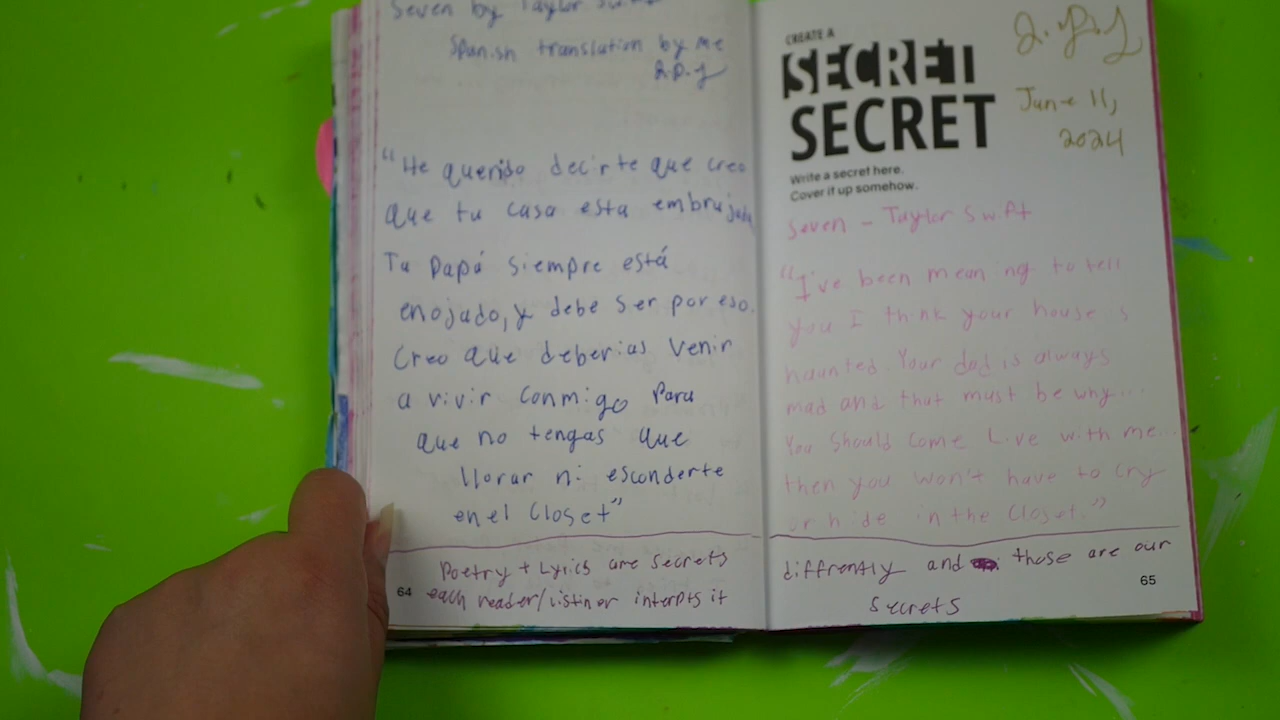 Seven by Taylor Swift
Spanish translation by me
J.P.J
"He querido decirte que creo
que tu casa esta embrujada
Tu Papá siempre está
enojado, y debe ser por eso.
Creo que deberias venir
a vivir conmigo para
que no tengas que
llorar ni esconderte
en el closet"
Poetry + Lyrics are secrets
each reader/listinor interpts it
64
CREATE A
SECRET
SECRET
Write a secret here.
Cover it up somehow.
J.P.J
June 11,
2024
Seven - Taylor Swift
"I've been meaning to tell
you I think your house is
haunted. Your dad is always
mad and that must be why...
You should come Live with me...
then you won't have to cry
or hide in the closet."
diffrently and those are our
secrets
65